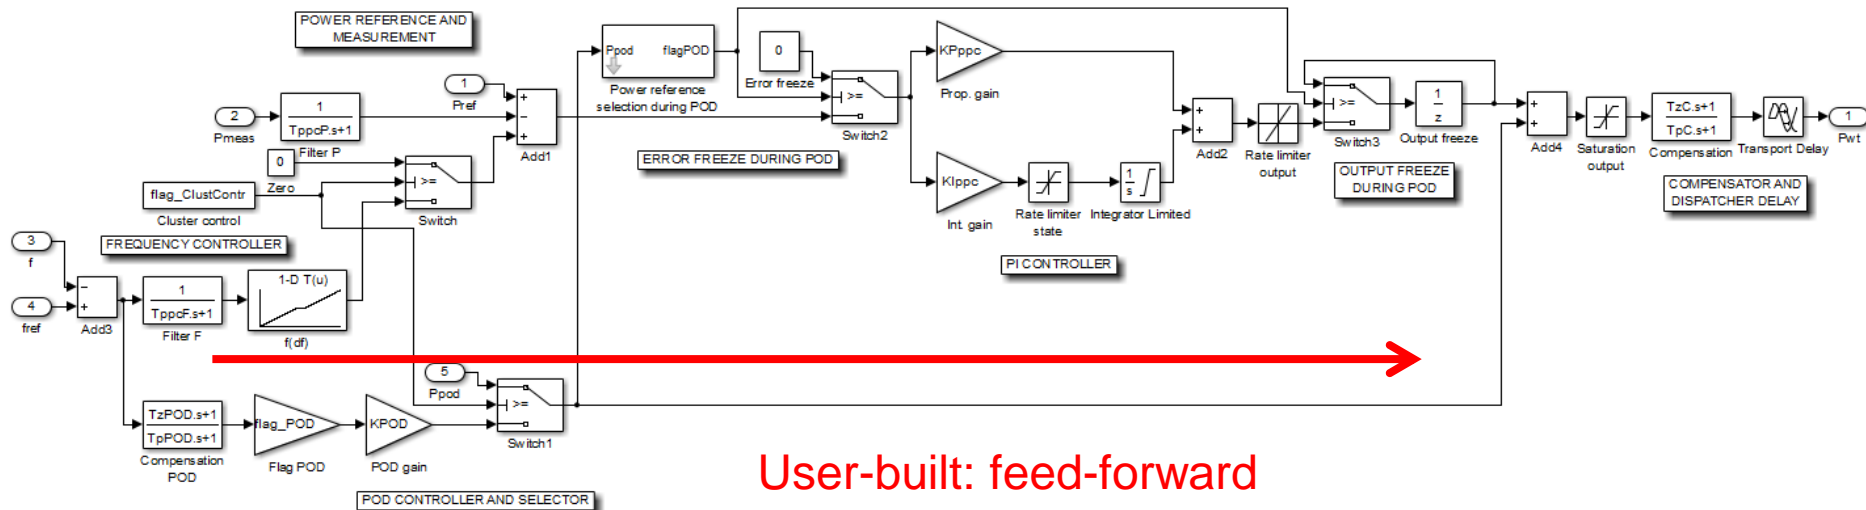 POWER REFERENCE AND
MEASUREMENT
1
Pref
2
Pmeas
1
TppcP.s+1
Filter P
0
Zero
flag_ClustContr
Cluster control
>=
Switch
+
-
+
Add1
FREQUENCY CONTROLLER
3
f
4
fref
-
+
Add3
1
TppcF.s+1
Filter F
1-D T(u)
f(df)
TzPOD.s+1
TpPOD.s+1
Compensation
POD
flag_POD
Flag POD
KPOD
POD gain
5
Ppod
>=
Switch1
POD CONTROLLER AND SELECTOR
Ppod
flagPOD
Power reference
selection during POD
0
Error freeze
>=
Switch2
ERROR FREEZE DURING POD
KPppc
Prop. gain
KIppc
Int. gain
Rate limiter
state
1
s
Integrator Limited
PI CONTROLLER
+
+
Add2
Rate limiter
output
>=
Switch3
1
z
Output freeze
OUTPUT FREEZE
DURING POD
+
+
Add4
Saturation
output
TzC.s+1
TpC.s+1
Compensation
Transport Delay
1
Pwt
COMPENSATOR AND
DISPATCHER DELAY
User-built: feed-forward